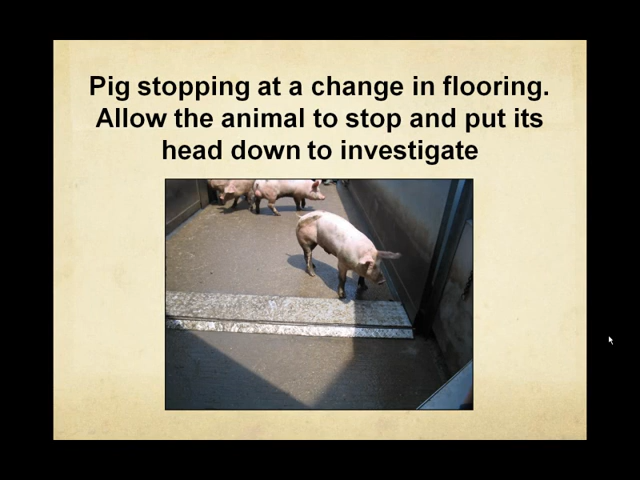 Pig stopping at a change in flooring.
Allow the animal to stop and put its
head down to investigate